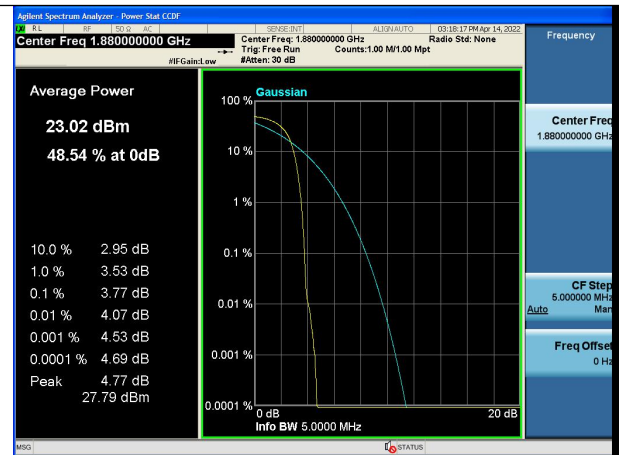 Agilent Spectrum Analyzer - Power Stat CCDF
RL RF 50 Ω AC SENSE:INT ALIGNAUTO 03:18:17 PM Apr 14, 2022
Center Freq 1.880000000 GHz
Center Freq: 1.880000000 GHz Radio Std: None
Trig: Free Run Counts:1.00 M/1.00 Mpt
#IFGain:Low #Atten: 30 dB
Frequency
Average Power
23.02 dBm
48.54 % at 0dB
10.0 % 2.95 dB
1.0 % 3.53 dB
0.1 % 3.77 dB
0.01 % 4.07 dB
0.001 % 4.53 dB
0.0001 % 4.69 dB
Peak 4.77 dB
27.79 dBm
Gaussian
100 %
10 %
1 %
0.1 %
0.01 %
0.001 %
0.0001 %
0 dB 20 dB
Info BW 5.0000 MHz
Center Freq
1.880000000 GHz
CF Step
5.000000 MHz
Auto Man
Freq Offset
0 Hz
MSG STATUS